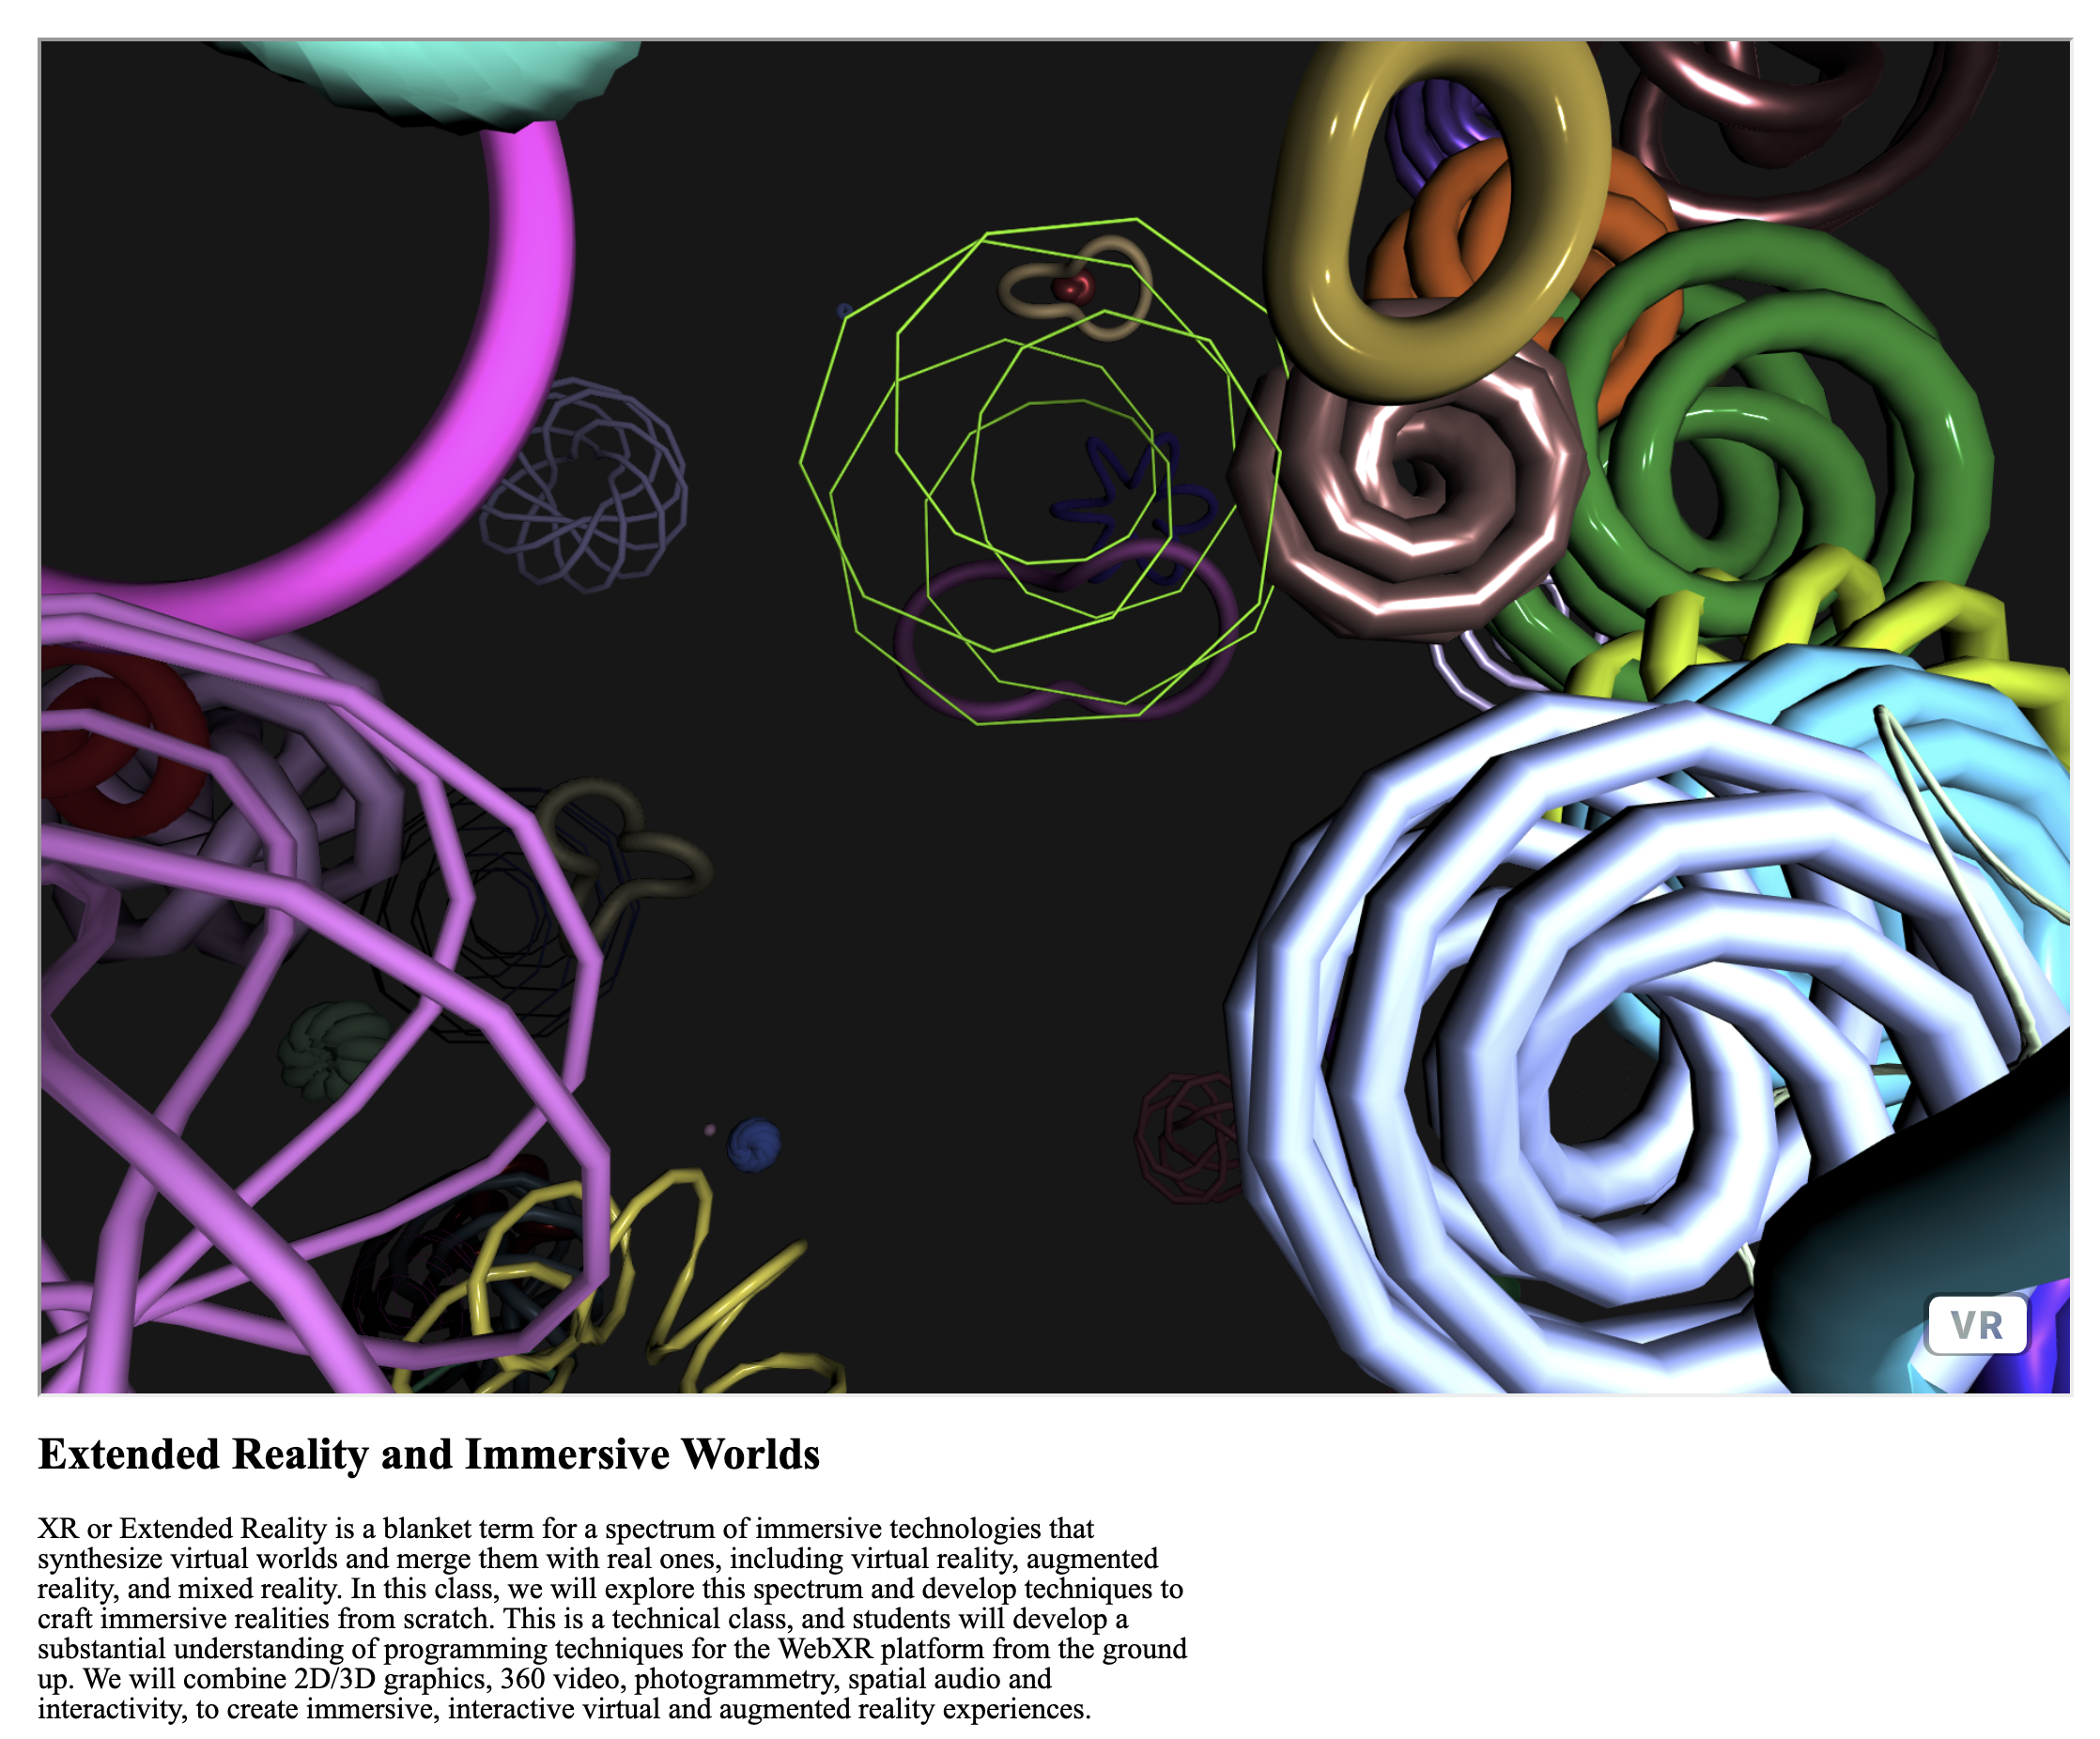 VR
Extended Reality and Immersive Worlds
XR or Extended Reality is a blanket term for a spectrum of immersive technologies that
synthesize virtual worlds and merge them with real ones, including virtual reality, augmented
reality, and mixed reality. In this class, we will explore this spectrum and develop techniques to
craft immersive realities from scratch. This is a technical class, and students will develop a
substantial understanding of programming techniques for the WebXR platform from the ground
up. We will combine 2D/3D graphics, 360 video, photogrammetry, spatial audio and
interactivity, to create immersive, interactive virtual and augmented reality experiences.